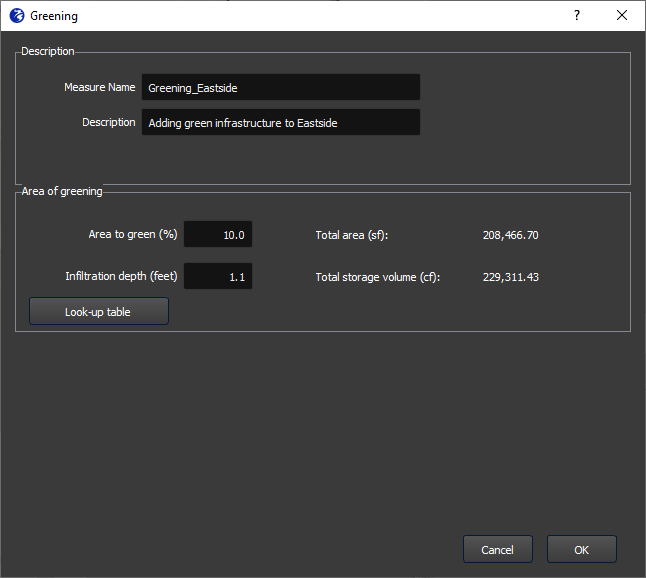 Greening
?
Description
Measure Name Greening_Eastside
Description Adding green infrastructure to Eastside
Area of greening
Area to green (%) 10.0 Total area (sf): 208,466.70
Infiltration depth (feet) 1.1 Total storage volume (cf): 229,311.43
Look-up table
Cancel OK